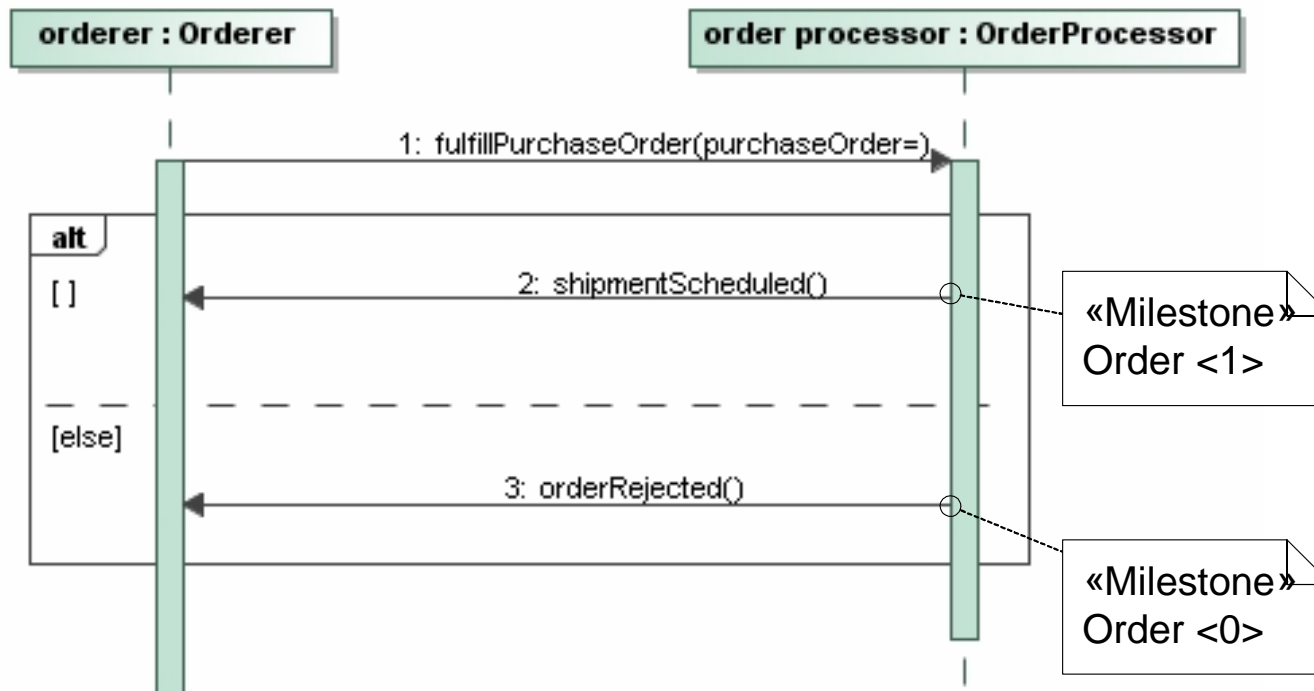 orderer : Orderer
order processor : OrderProcessor
1: fulfillPurchaseOrder(purchaseOrder=)
alt
[ ]
2: shipmentScheduled()
«Milestone»
Order <1>
[else]
3: orderRejected()
«Milestone»
Order <0>